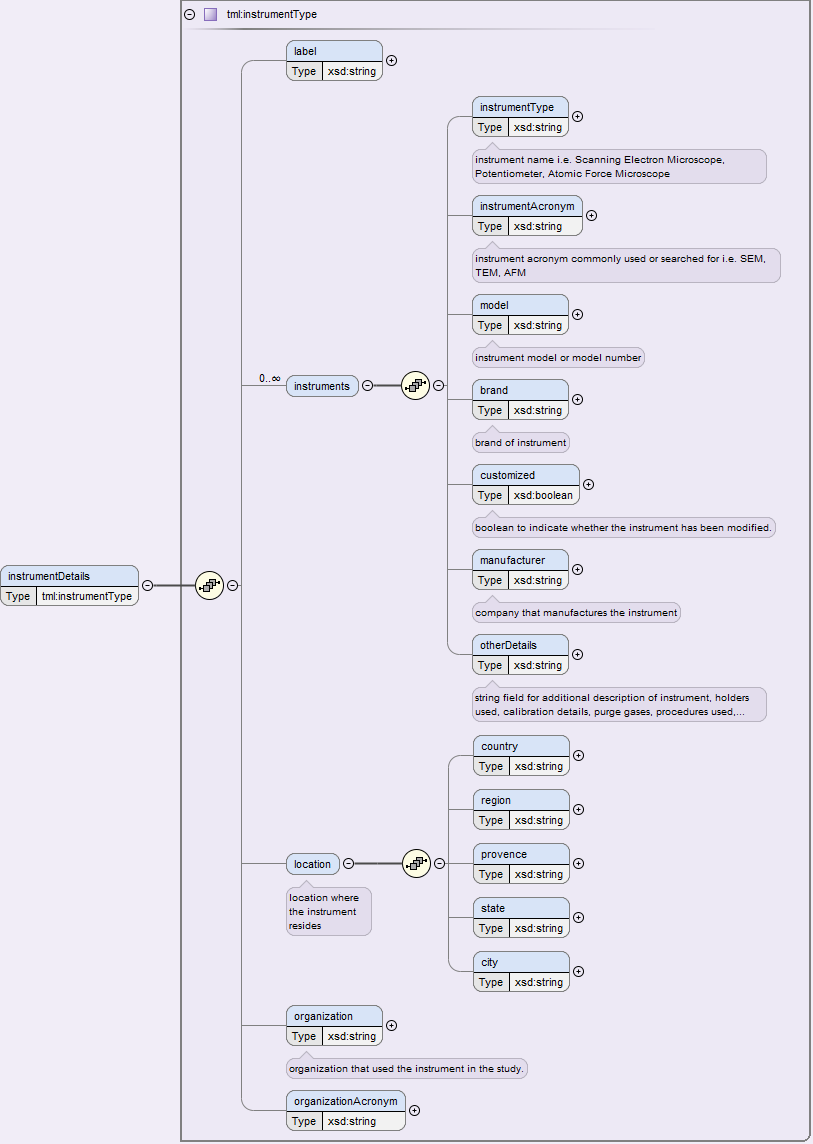 tml:instrumentType
label
Type xsd:string
instrumentType
Type xsd:string
instrument name i.e. Scanning Electron Microscope,
Potentiometer, Atomic Force Microscope
instrumentAcronym
Type xsd:string
instrument acronym commonly used or searched for i.e. SEM,
TEM, AFM
model
Type xsd:string
instrument model or model number
0..∞
instruments
brand
Type xsd:string
brand of instrument
customized
Type xsd:boolean
boolean to indicate whether the instrument has been modified.
manufacturer
Type xsd:string
company that manufactures the instrument
instrumentDetails
Type tml:instrumentType
otherDetails
Type xsd:string
string field for additional description of instrument, holders
used, calibration details, purge gases, procedures used,...
country
Type xsd:string
region
Type xsd:string
provence
Type xsd:string
location
location where
the instrument
resides
state
Type xsd:string
city
Type xsd:string
organization
Type xsd:string
organization that used the instrument in the study.
organizationAcronym
Type xsd:string